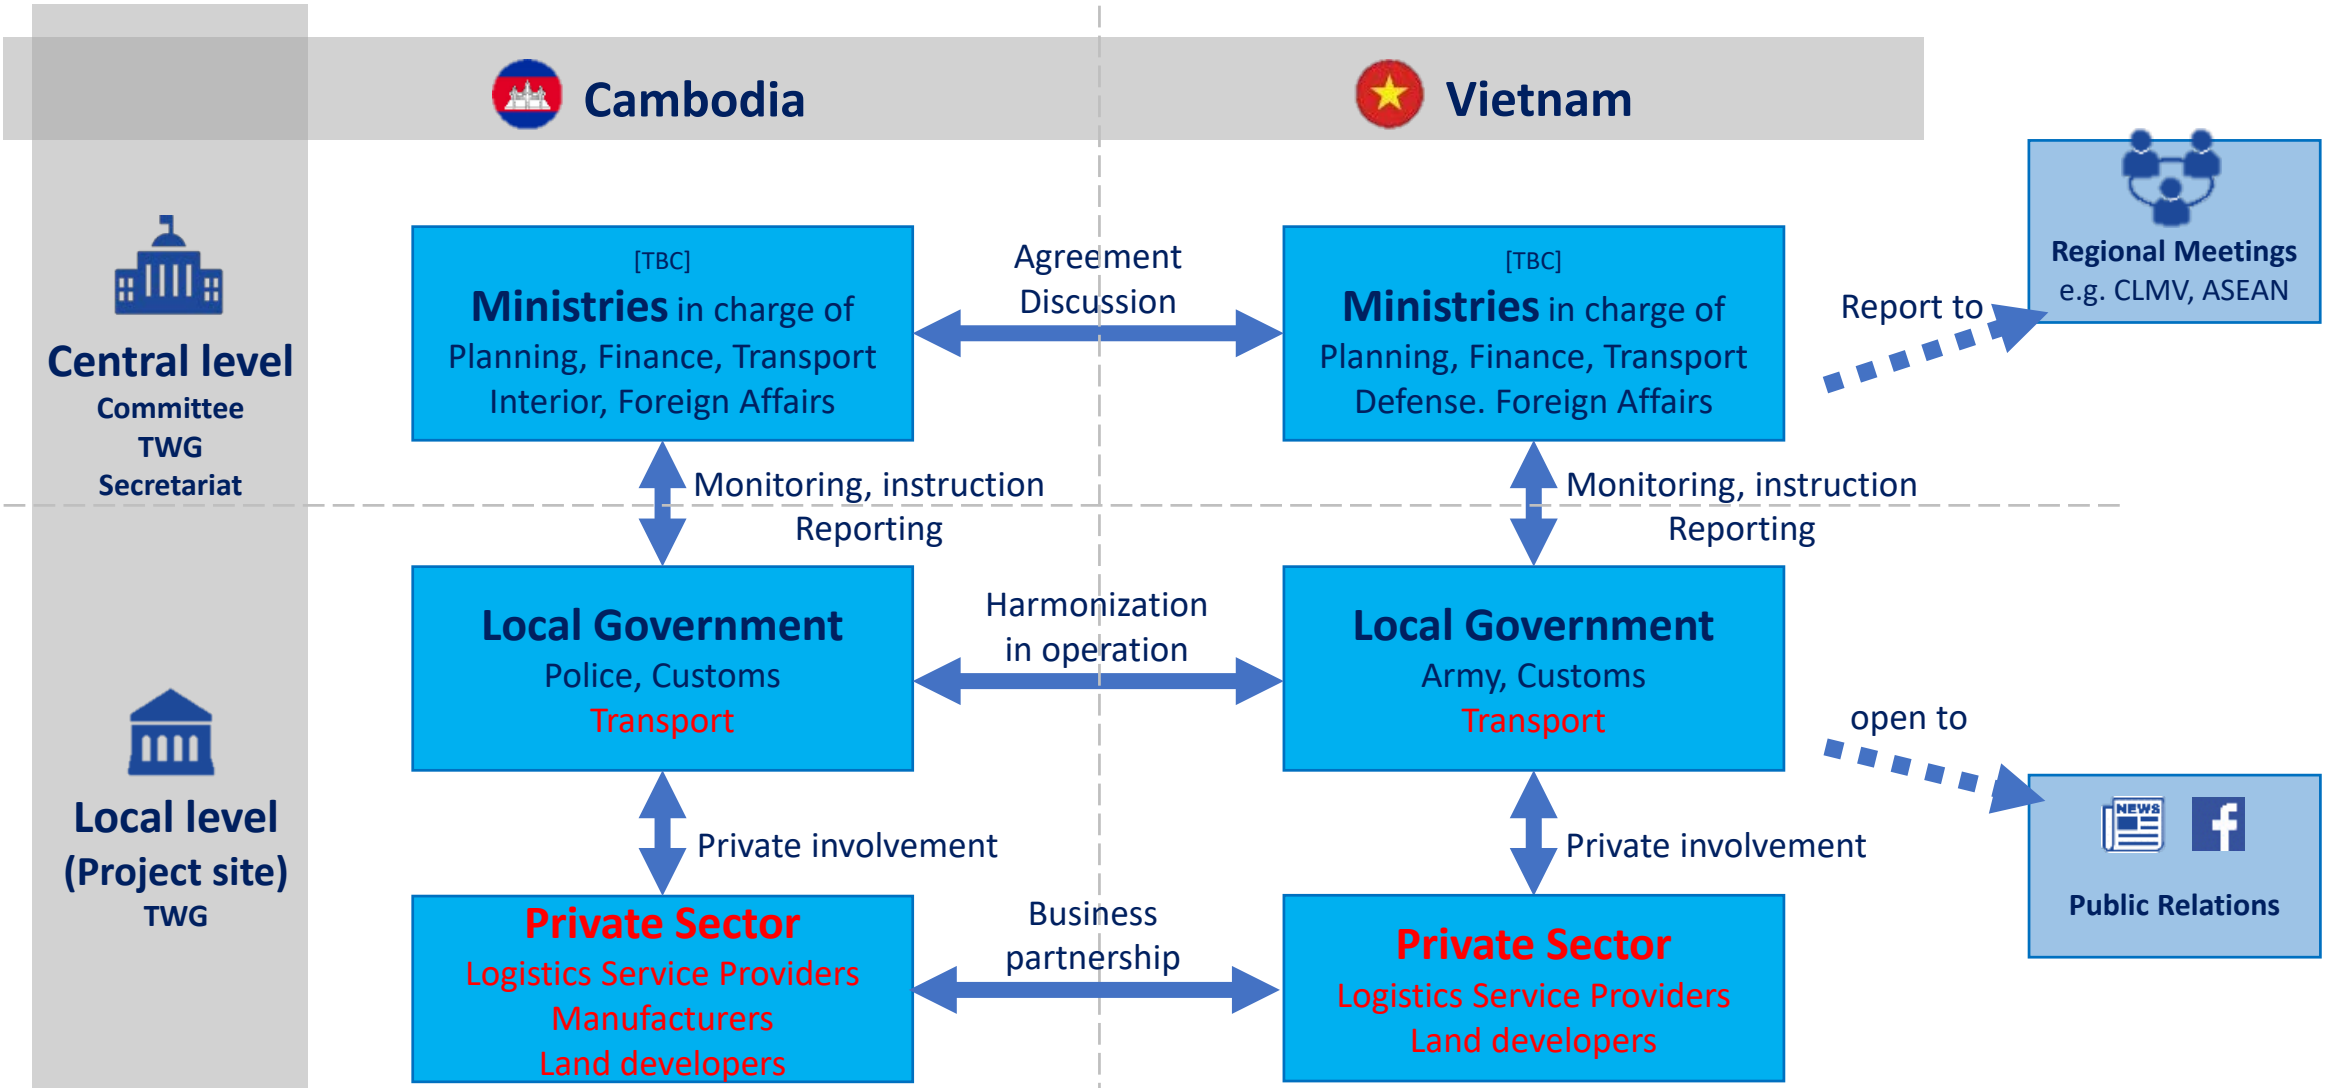 Cambodia
Vietnam
Central level
Committee
TWG
Secretariat
[TBC]
Ministries in charge of
Planning, Finance, Transport
Interior, Foreign Affairs
Agreement
Discussion
[TBC]
Ministries in charge of
Planning, Finance, Transport
Defense. Foreign Affairs
Report to
Regional Meetings
e.g. CLMV, ASEAN
Monitoring, instruction
Reporting
Monitoring, instruction
Reporting
Local level
(Project site)
TWG
Local Government
Police, Customs
Transport
Harmonization
in operation
Local Government
Army, Customs
Transport
open to
NEWS
f
Public Relations
Private involvement
Private involvement
Private Sector
Logistics Service Providers
Manufacturers
Land developers
Business
partnership
Private Sector
Logistics Service Providers
Land developers